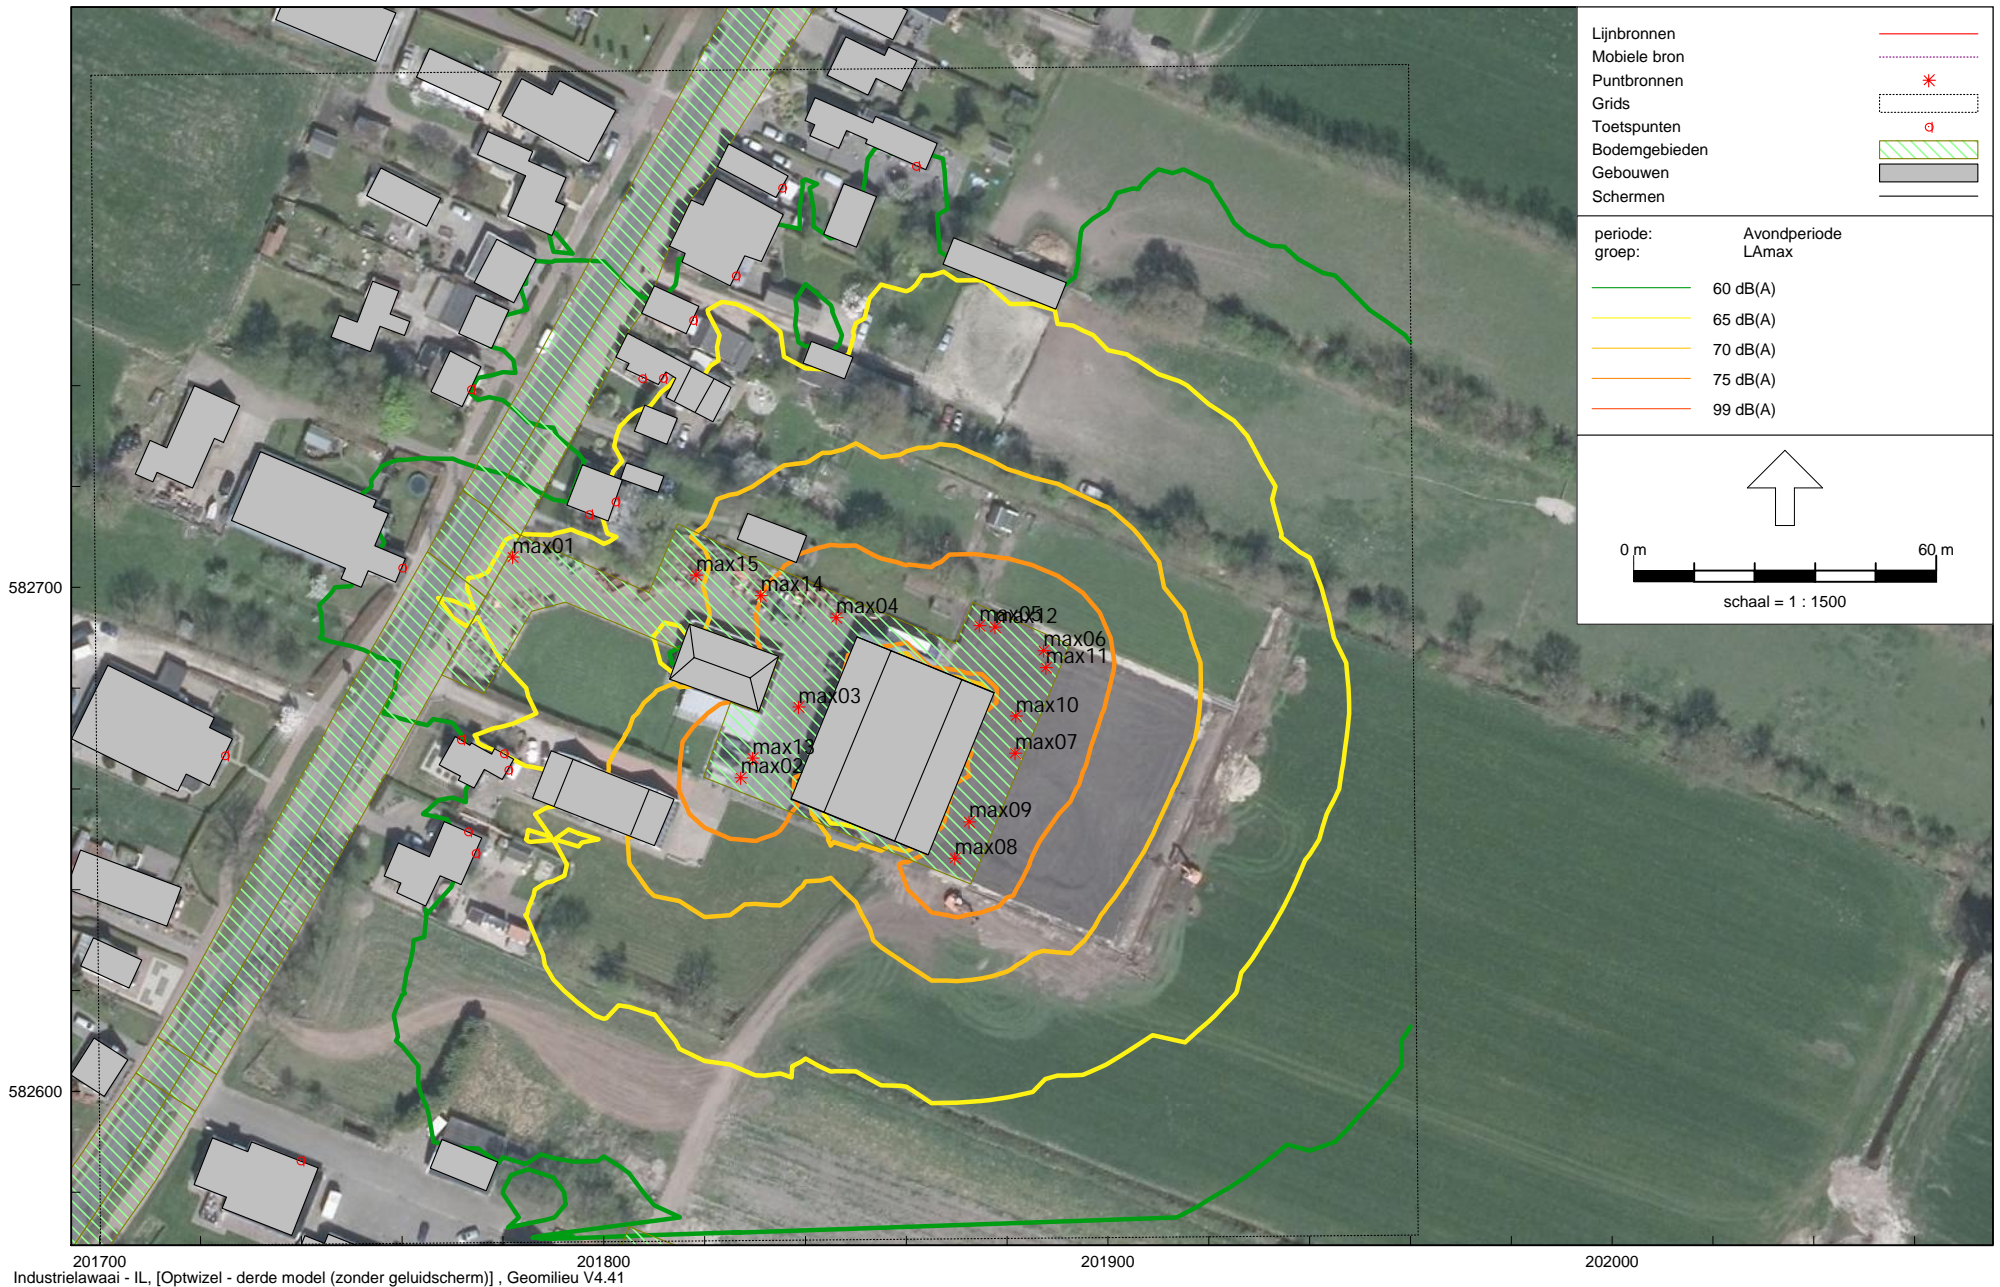 Lijnbronnen
Mobiele bron
Puntbronnen
Grids
Toetspunten
Bodemgebieden
Gebouwen
Schermen
periode: Avondperiode
groep: LAmax
60 dB(A)
65 dB(A)
70 dB(A)
75 dB(A)
99 dB(A)
0 m 60 m
schaal = 1 : 1500
max01
max15
max14
max04
max05
max12
max06
max11
max03
max10
max07
max13
max02
max09
max08
582700
582600
201700 201800 201900 202000
Industrielawaai - IL, [Optwizel - derde model (zonder geluidscherm)] , Geomilieu V4.41